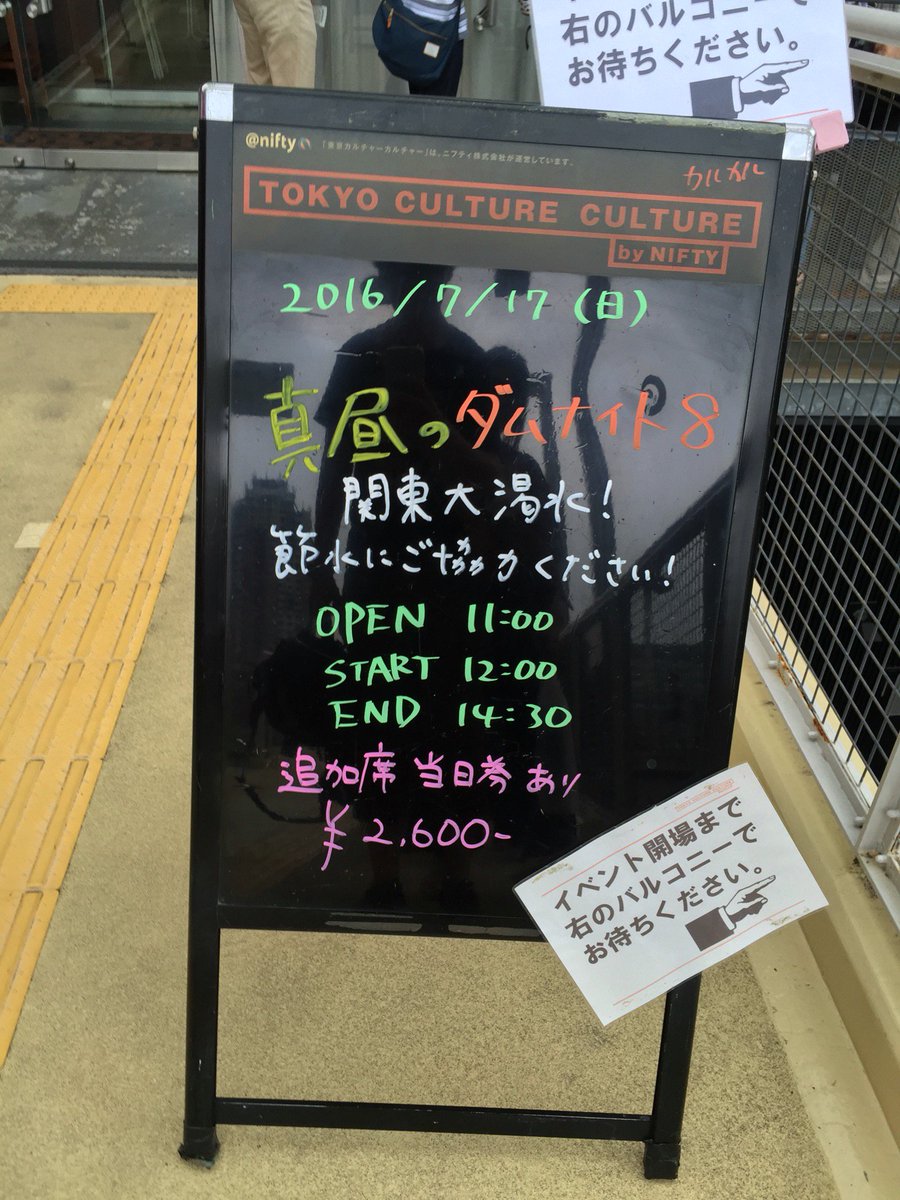 右のバルコニーで
お待ちください。
@nifty 「東京カルチャーカルチャー」は、ニフティ株式会社が運営しています。
カルカル
TOKYO CULTURE CULTURE
by NIFTY
2016/7/17(日)
真昼のダムナイト8
関東大渇水!
節水にご協力ください!
OPEN 11:00
START 12:00
END 14:30
追加席 当日券 あり
¥2,600-
イベント開場まで
右のバルコニーで
お待ちください。